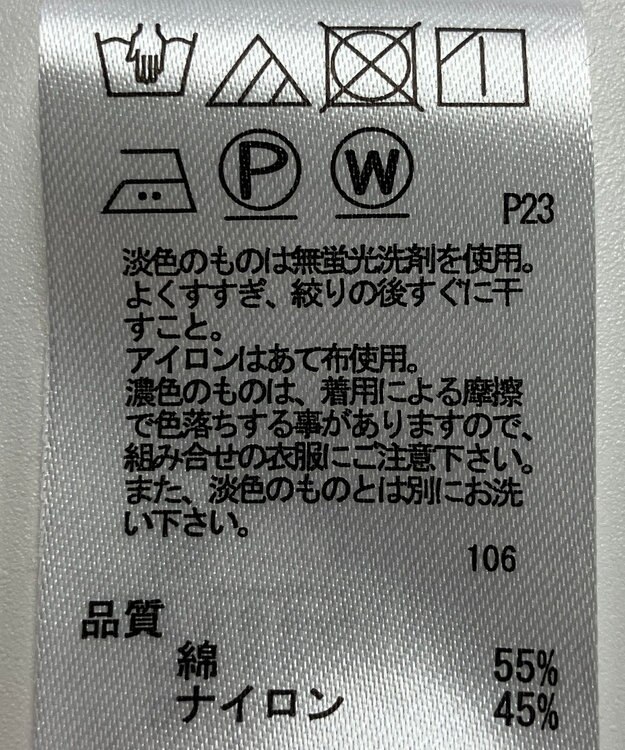 P W
P23
淡色のものは無蛍光洗剤を使用。
よくすすぎ、絞りの後すぐに干
すこと。
アイロンはあて布使用。
濃色のものは、着用による摩擦
で色落ちする事がありますので、
組み合せの衣服にご注意下さい。
また、淡色のものとは別にお洗
い下さい。
106
品質
綿 55%
ナイロン 45%